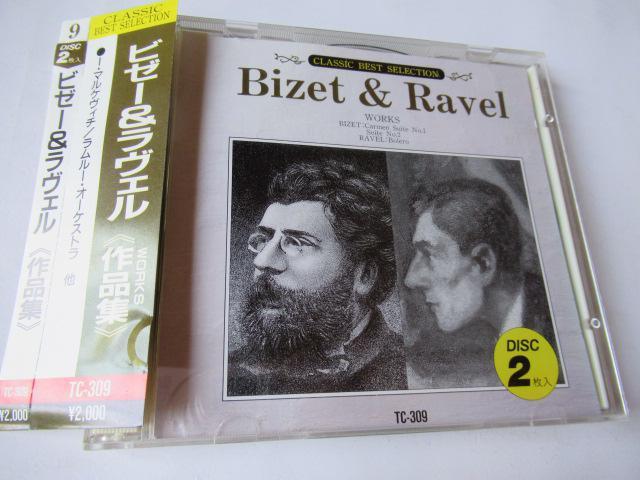 9
DISC
2枚入
ビゼー&ラヴェル
《作品集》
TC-309
¥2,000
CLASSIC
BEST SELECTION
ビゼー&ラヴェル
WORKS
《作品集》
●I・マルケヴィチ/ラムルー・オーケストラ 他
TC-309
¥2,000
CLASSIC BEST SELECTION
Bizet & Ravel
WORKS
BIZET:Carmen Suite No.1
Suite No.2
RAVEL:Bolero
DISC
2枚入
TC-309